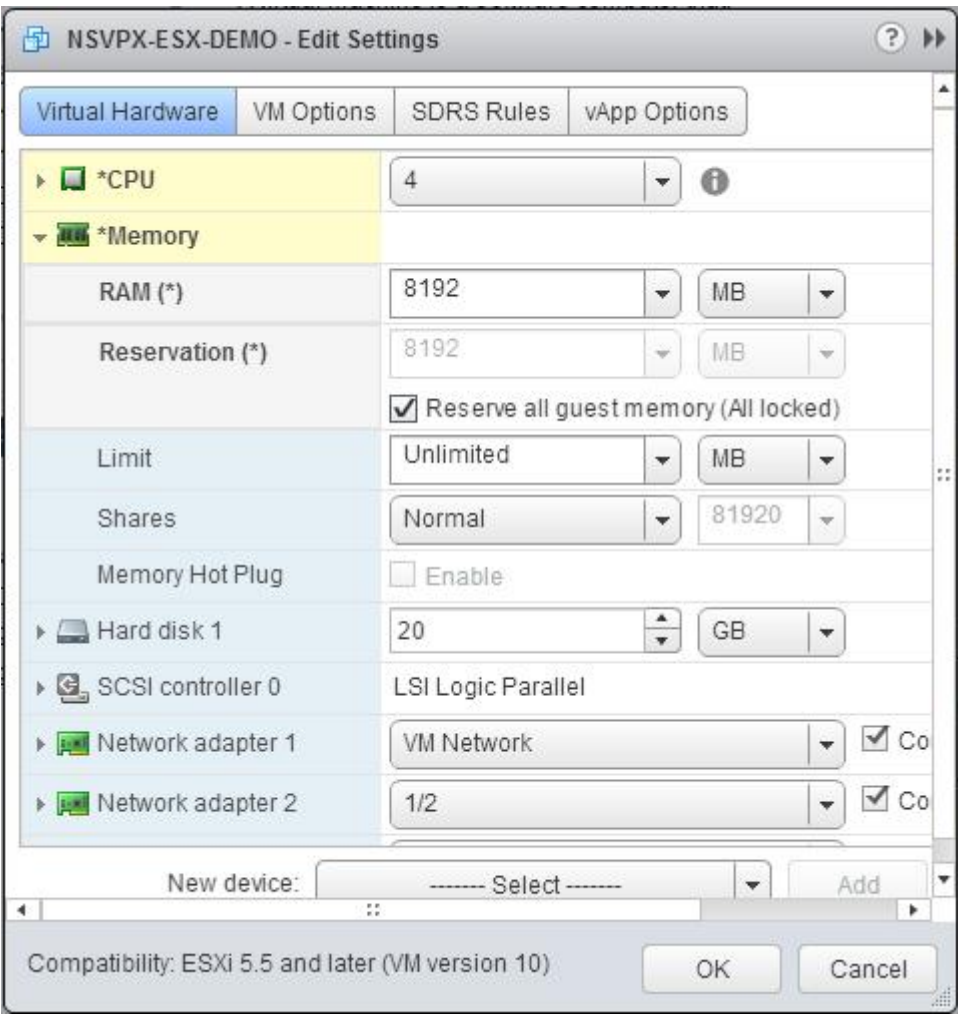 NSVPX-ESX-DEMO - Edit Settings ?
Virtual Hardware VM Options SDRS Rules vApp Options
*CPU 4
*Memory
RAM (*) 8192 MB
Reservation (*) 8192 MB
Reserve all guest memory (All locked)
Limit Unlimited MB
Shares Normal 81920
Memory Hot Plug Enable
Hard disk 1 20 GB
SCSI controller 0 LSI Logic Parallel
Network adapter 1 VM Network Co
Network adapter 2 1/2 Co
New device: ------- Select ------- Add
Compatibility: ESXi 5.5 and later (VM version 10) OK Cancel